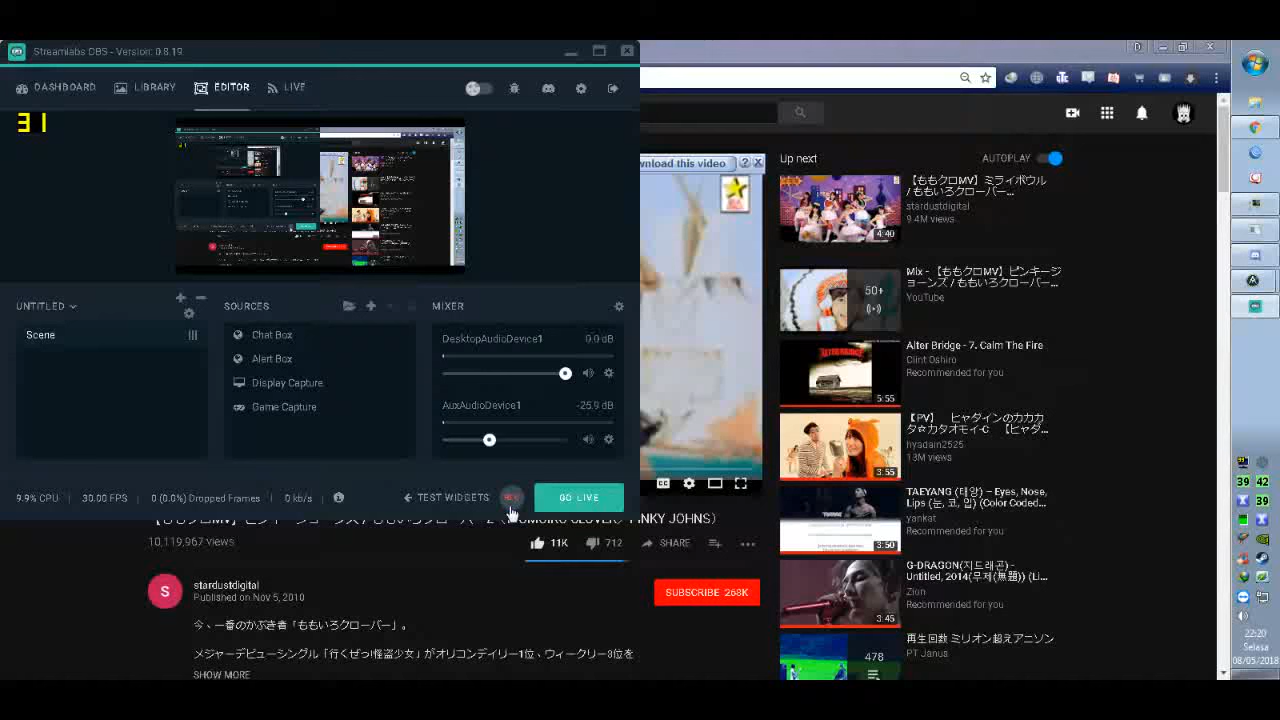 Streamlabs OBS - Version: 0.8.19
DASHBOARD
LIBRARY
EDITOR
LIVE
31
UNTITLED
Scene
SOURCES
Chat Box
Alert Box
Display Capture
Game Capture
MIXER
DesktopAudioDevice1
0.0 dB
AuxAudioDevice1
-25.9 dB
9.9% CPU
30.00 FPS
0 (0.0%) Dropped Frames
0 kb/s
TEST WIDGETS
REC
GO LIVE
wnload this video
INKY JOHNS）
10,119,967 views
11K
712
SHARE
S
stardustdigital
Published on Nov 5, 2010
SUBSCRIBE 268K
今、一番のかぶき者「ももいろクローバー」。
メジャーデビューシングル「行くぜっ!怪盗少女」がオリコンデイリー1位、ウィークリー3位を
SHOW MORE
Up next
AUTOPLAY
【ももクロMV】ミライボウル
/ ももいろクローバー...
stardustdigital
9.4M views
4:40
Mix - 【ももクロMV】ピンキージ
ョーンズ / ももいろクローバー...
YouTube
50+
Alter Bridge - 7. Calm The Fire
Clint Oshiro
Recommended for you
5:55
【PV】　ヒャダインのカカカ
タ☆カタオモイ-C　【ヒャダ...
hyadain2525
13M views
3:55
TAEYANG (태양) – Eyes, Nose,
Lips (눈, 코, 입) (Color Coded...
yankat
Recommended for you
3:50
G-DRAGON(지드래곤) -
Untitled, 2014(무제(無題)) (Li...
Zion
Recommended for you
3:45
再生回数 ミリオン超えアニソン
PT Janus
478
39
42
39
22:20
Selasa
08/05/2018